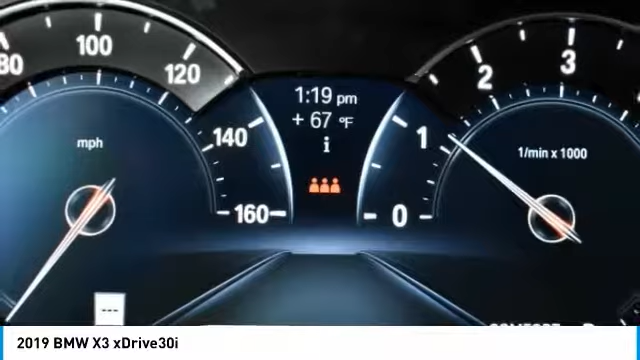 80 100 120 140 160
mph
1:19 pm
+ 67 °F
i
0 1 2 3
1/min x 1000
---
2019 BMW X3 xDrive30i